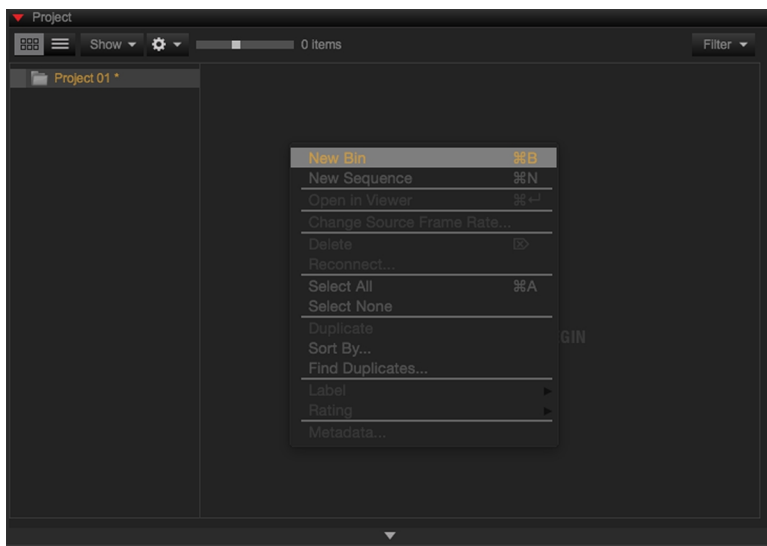 Project
Show 0 items Filter
Project 01 *
New Bin ⌘B
New Sequence ⌘N
Open in Viewer ⌘↩
Change Source Frame Rate...
Delete ⌦
Reconnect...
Select All ⌘A
Select None
Duplicate
GIN
Sort By...
Find Duplicates...
Label
Rating
Metadata...